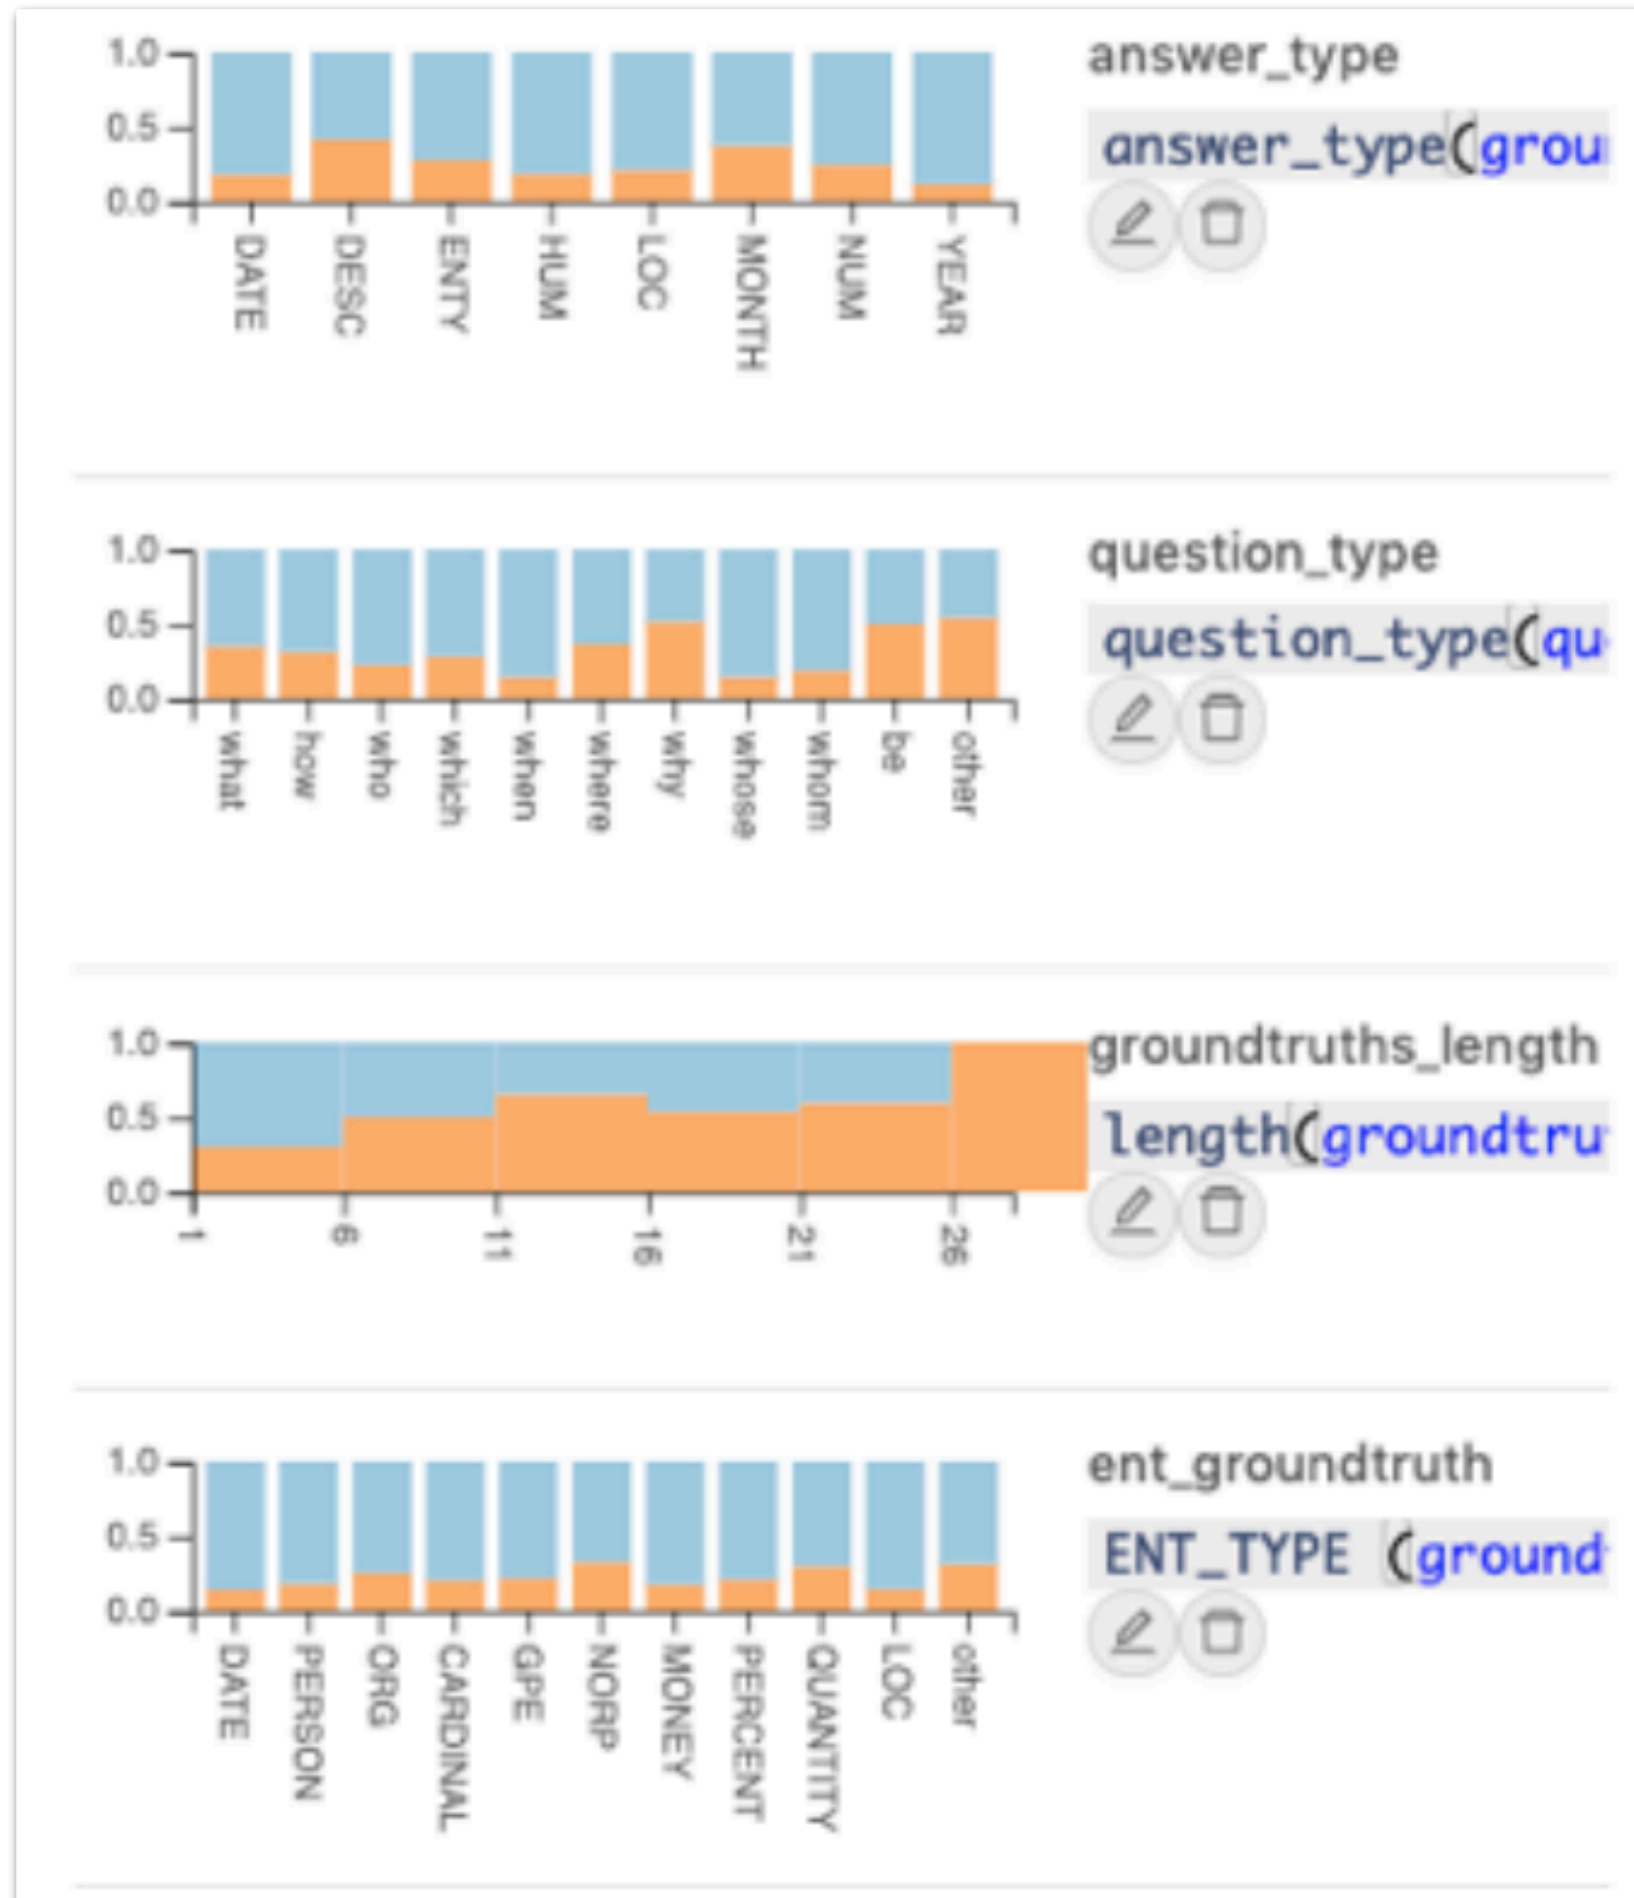 1.0
0.5
0.0
DATE
DESC
ENTY
HUM
LOC
MONTH
NUM
YEAR
answer_type
answer_type(grou
1.0
0.5
0.0
what
how
who
which
when
where
why
whose
whom
be
other
question_type
question_type(qu
1.0
0.5
0.0
1
6
11
16
21
26
groundtruths_length
length(groundtru
1.0
0.5
0.0
DATE
PERSON
ORG
CARDINAL
GPE
NORP
MONEY
PERCENT
QUANTITY
LOC
other
ent_groundtruth
ENT_TYPE (ground